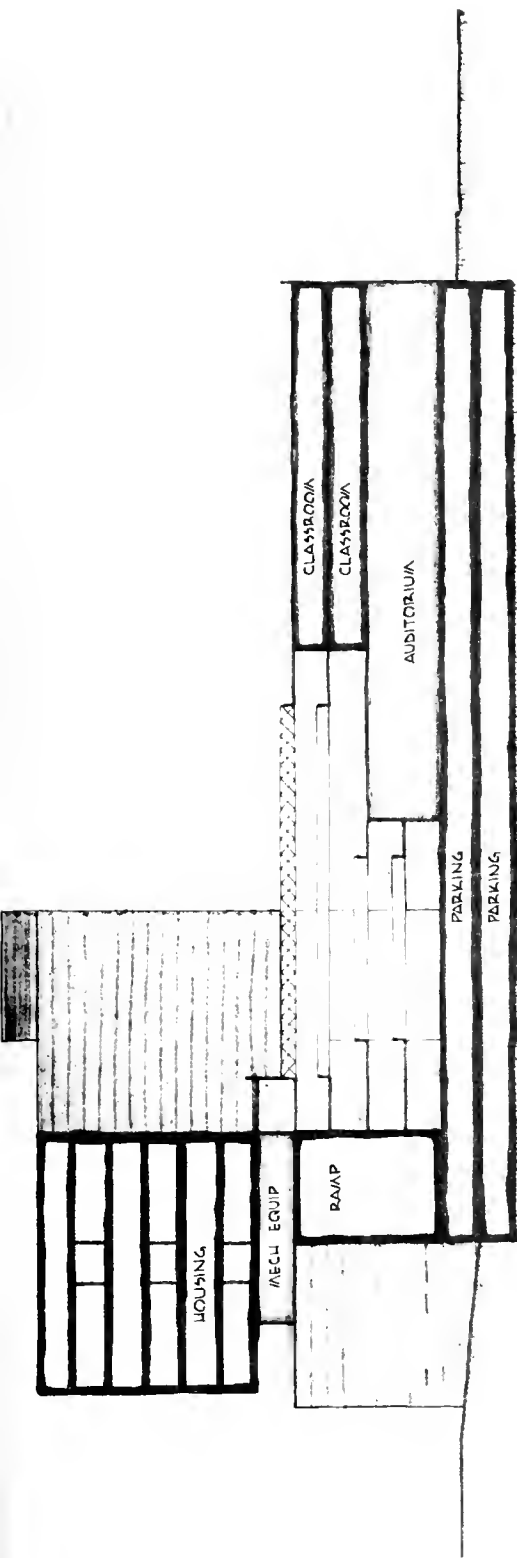 HOUSING
MECH EQUIP
RAMP
CLASSROOM
CLASSROOM
AUDITORIUM
PARKING
PARKING